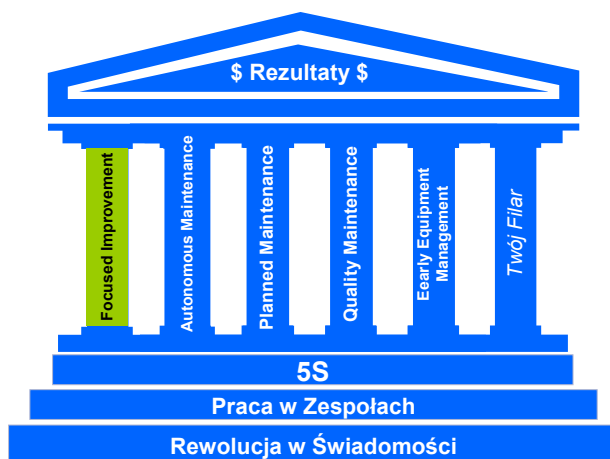 $ Rezultaty $
Focused Improvement
Autonomous Maintenance
Planned Maintenance
Quality Maintenance
Eearly Equipment
Management
Twój Filar
5S
Praca w Zespołach
Rewolucja w Świadomości